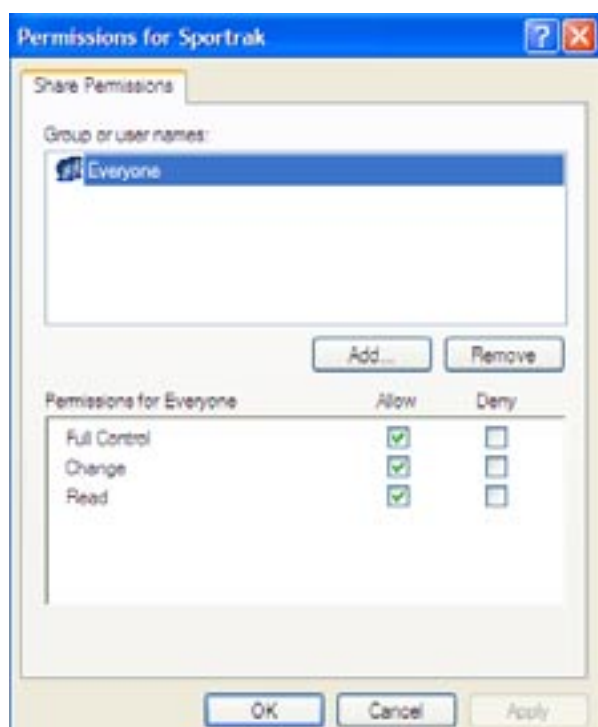 Permissions for Sportrak
Share Permissions
Group or user names:
Everyone
Add... Remove
Permissions for Everyone Allow Deny
Full Control
Change
Read
OK Cancel Apply